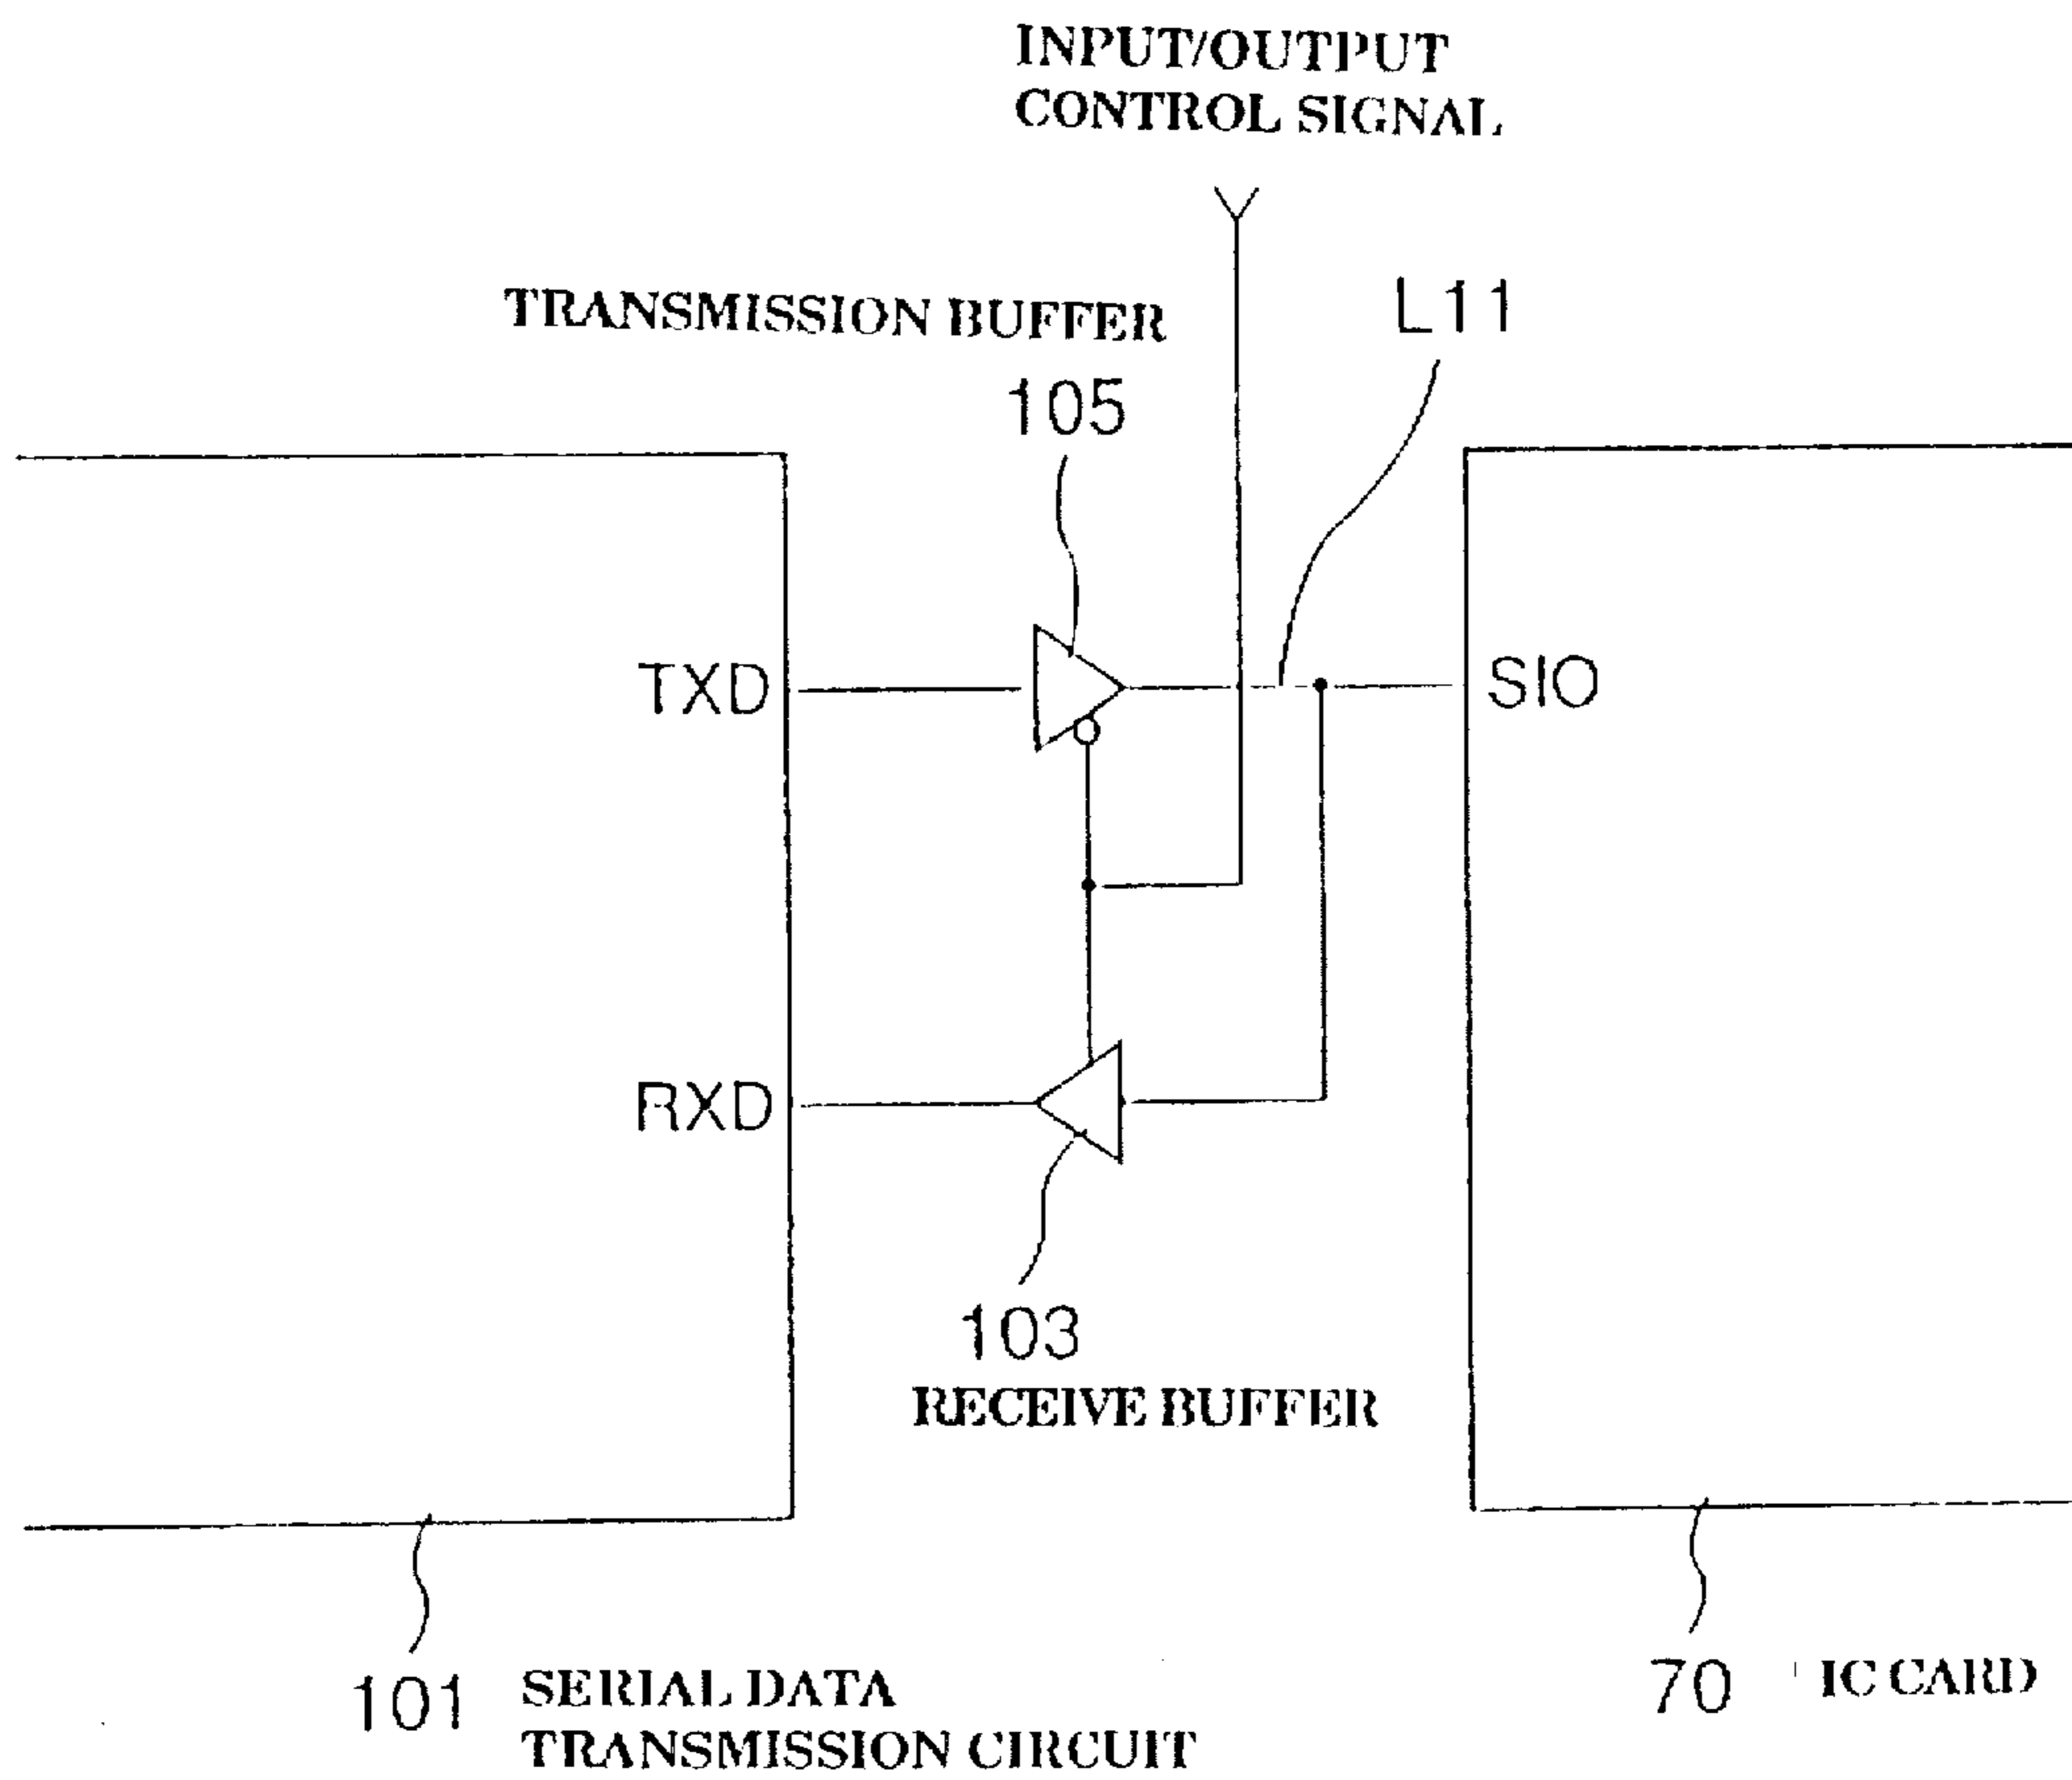 INPUT/OUTPUT
CONTROL SIGNAL
TRANSMISSION BUFFER
L11
105
TXD
SIO
RXD
103
RECEIVE BUFFER
101
SERIAL DATA
TRANSMISSION CIRCUIT
70
IC CARD